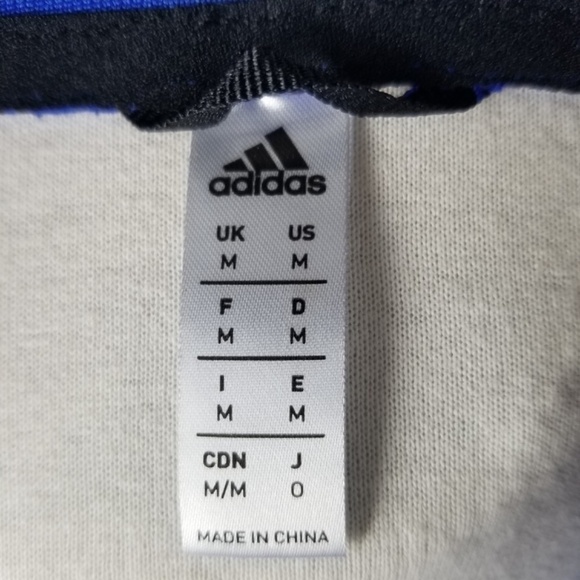 adidas
UK US
M M
F D
M M
I E
M M
CDN J
M/M O
MADE IN CHINA